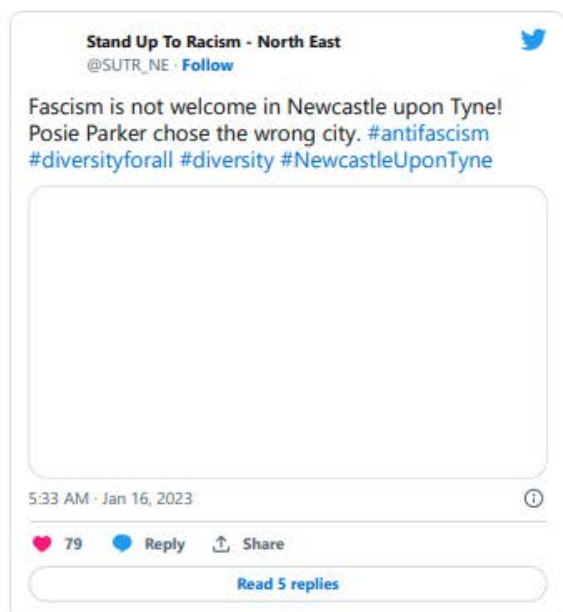 Stand Up To Racism - North East
@SUTR_NE · Follow
Fascism is not welcome in Newcastle upon Tyne!
Posie Parker chose the wrong city. #antifascism
#diversityforall #diversity #NewcastleUponTyne
5:33 AM · Jan 16, 2023
79 Reply Share
Read 5 replies